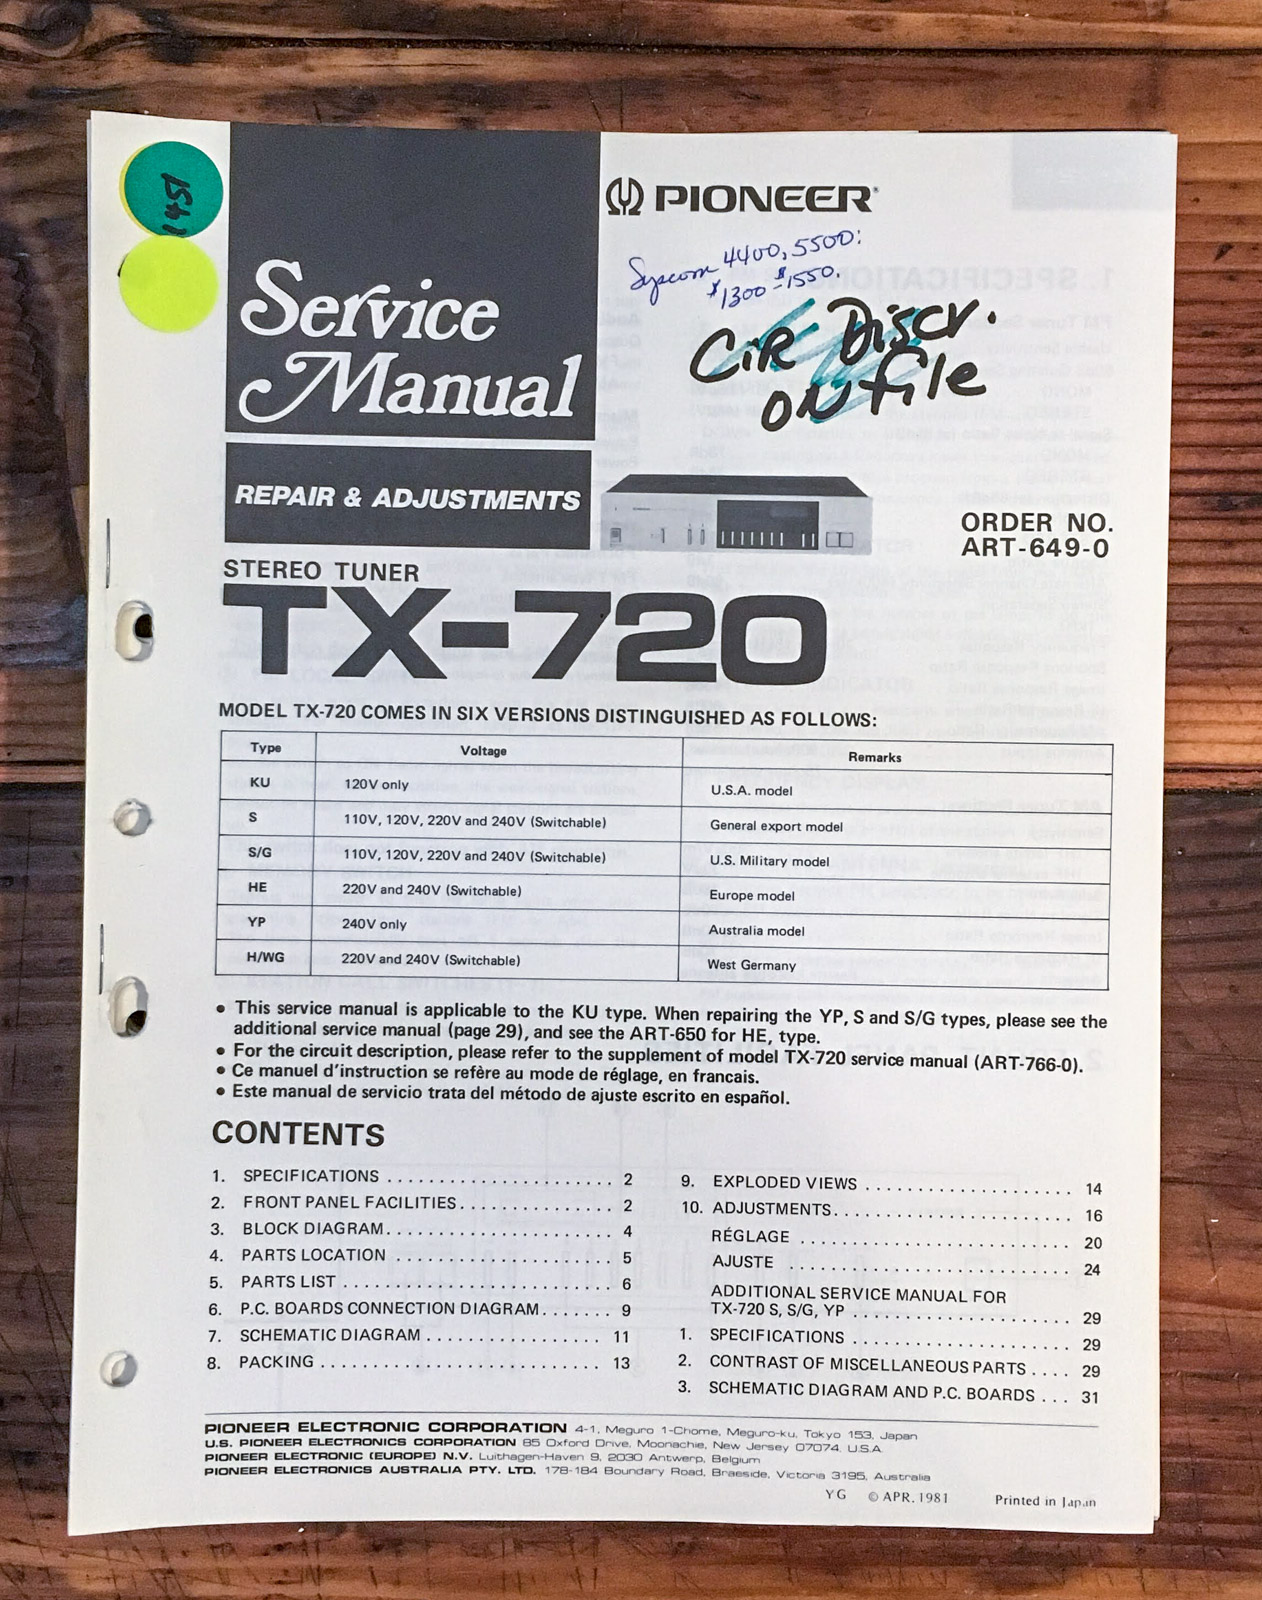 1451
Service
Manual
REPAIR & ADJUSTMENTS
PIONEER®
Syscom 4400, 5500:
$1300 - $1550.
CiR Discr.
ON file
ORDER NO.
ART-649-0
STEREO TUNER
TX-720
MODEL TX-720 COMES IN SIX VERSIONS DISTINGUISHED AS FOLLOWS:
Type Voltage Remarks
KU 120V only U.S.A. model
S 110V, 120V, 220V and 240V (Switchable) General export model
S/G 110V, 120V, 220V and 240V (Switchable) U.S. Military model
HE 220V and 240V (Switchable) Europe model
YP 240V only Australia model
H/WG 220V and 240V (Switchable) West Germany
● This service manual is applicable to the KU type. When repairing the YP, S and S/G types, please see the
additional service manual (page 29), and see the ART-650 for HE, type.
● For the circuit description, please refer to the supplement of model TX-720 service manual (ART-766-0).
● Ce manuel d'instruction se refère au mode de réglage, en francais.
● Este manual de servicio trata del método de ajuste escrito en español.
CONTENTS
1. SPECIFICATIONS . . . . . . . . . . . . . . . . . . . . . . 2
2. FRONT PANEL FACILITIES . . . . . . . . . . . . . . . 2
3. BLOCK DIAGRAM . . . . . . . . . . . . . . . . . . . . . . 4
4. PARTS LOCATION . . . . . . . . . . . . . . . . . . . . . 5
5. PARTS LIST . . . . . . . . . . . . . . . . . . . . . . . . . . 6
6. P.C. BOARDS CONNECTION DIAGRAM . . . . . . . 9
7. SCHEMATIC DIAGRAM . . . . . . . . . . . . . . . . . 11
8. PACKING . . . . . . . . . . . . . . . . . . . . . . . . . . . 13
9. EXPLODED VIEWS . . . . . . . . . . . . . . . . . . . . 14
10. ADJUSTMENTS . . . . . . . . . . . . . . . . . . . . . . . 16
RÉGLAGE . . . . . . . . . . . . . . . . . . . . . . . . . . 20
AJUSTE . . . . . . . . . . . . . . . . . . . . . . . . . . . 24
ADDITIONAL SERVICE MANUAL FOR
TX-720 S, S/G, YP . . . . . . . . . . . . . . . . . . . . . 29
1. SPECIFICATIONS . . . . . . . . . . . . . . . . . . . . . 29
2. CONTRAST OF MISCELLANEOUS PARTS . . . . 29
3. SCHEMATIC DIAGRAM AND P.C. BOARDS . . . 31
PIONEER ELECTRONIC CORPORATION 4-1, Meguro 1-Chome, Meguro-ku, Tokyo 153, Japan
U.S. PIONEER ELECTRONICS CORPORATION 85 Oxford Drive, Moonachie, New Jersey 07074, U.S.A.
PIONEER ELECTRONIC (EUROPE) N.V. Luithagen-Haven 9, 2030 Antwerp, Belgium
PIONEER ELECTRONICS AUSTRALIA PTY. LTD. 178-184 Boundary Road, Braeside, Victoria 3195, Australia
YG © APR. 1981 Printed in Japan